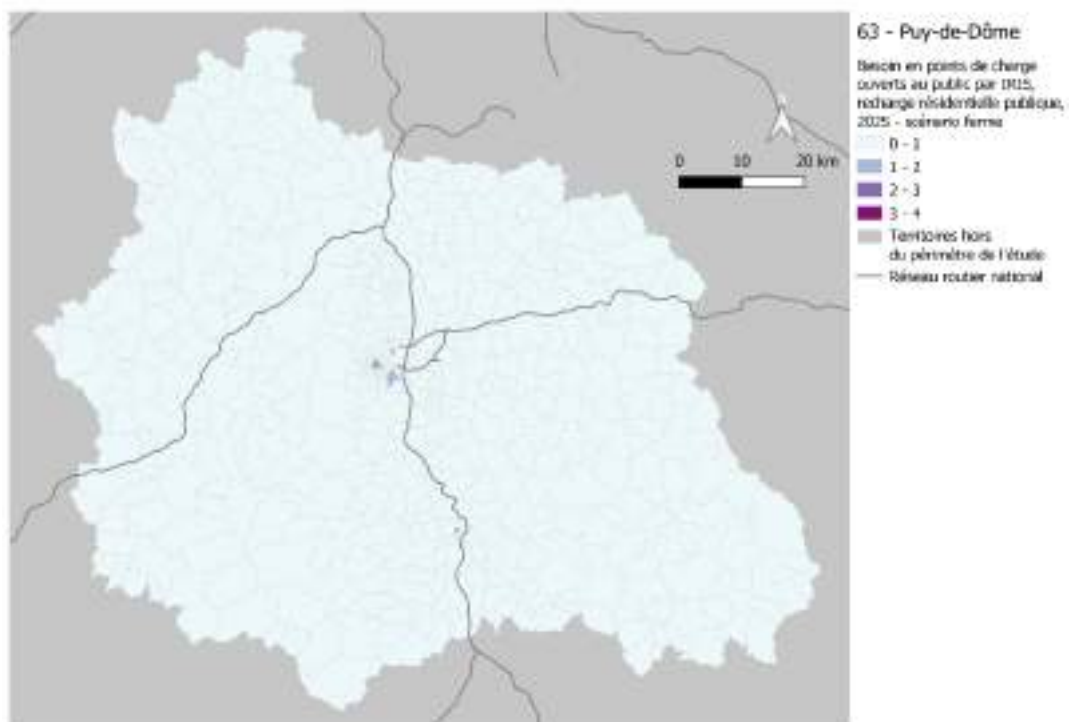 63 - Puy-de-Dôme
Besoin en points de charge
ouverts au public par IRIS,
recharge résidentielle publique,
2025 - scénario ferme
0 - 1
1 - 2
2 - 3
3 - 4
Territoires hors
du périmètre de l'étude
Réseau routier national
0 10 20 km